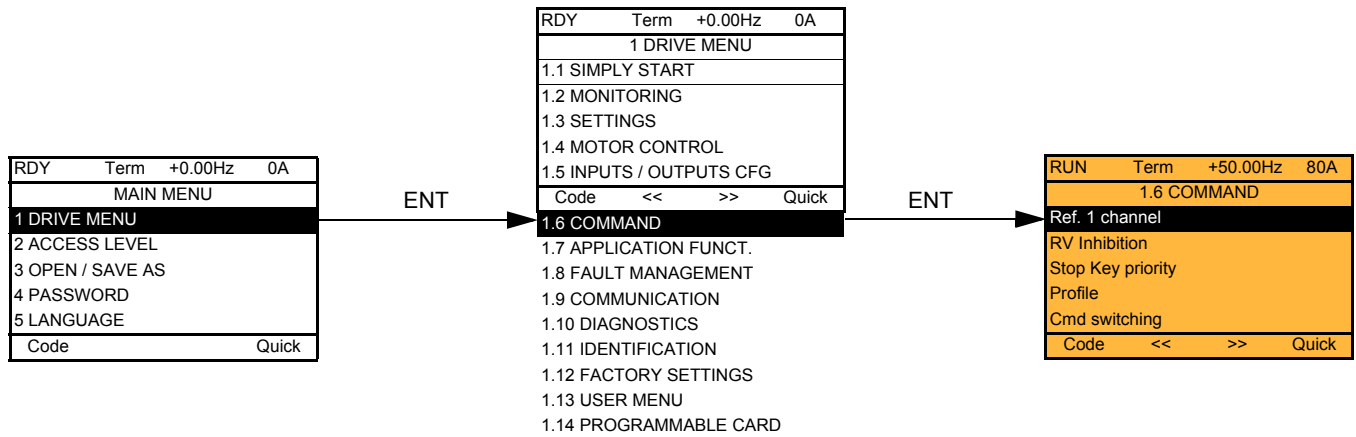 RDY Term +0.00Hz 0A
MAIN MENU
1 DRIVE MENU
2 ACCESS LEVEL
3 OPEN / SAVE AS
4 PASSWORD
5 LANGUAGE
Code Quick
ENT
RDY Term +0.00Hz 0A
1 DRIVE MENU
1.1 SIMPLY START
1.2 MONITORING
1.3 SETTINGS
1.4 MOTOR CONTROL
1.5 INPUTS / OUTPUTS CFG
Code << >> Quick
1.6 COMMAND
1.7 APPLICATION FUNCT.
1.8 FAULT MANAGEMENT
1.9 COMMUNICATION
1.10 DIAGNOSTICS
1.11 IDENTIFICATION
1.12 FACTORY SETTINGS
1.13 USER MENU
1.14 PROGRAMMABLE CARD
ENT
RUN Term +50.00Hz 80A
1.6 COMMAND
Ref. 1 channel
RV Inhibition
Stop Key priority
Profile
Cmd switching
Code << >> Quick